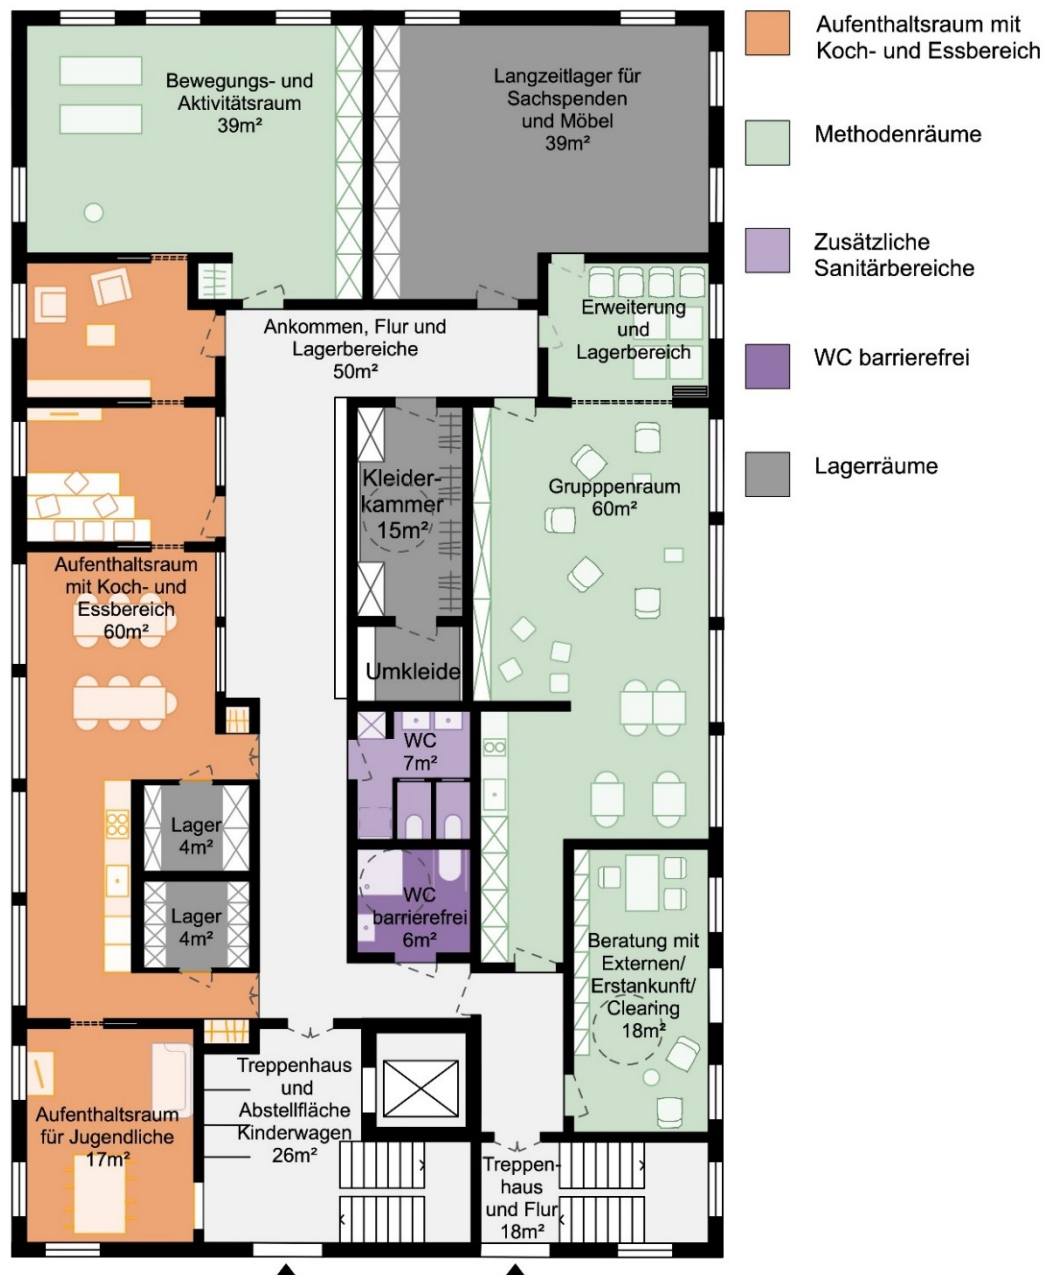 Bewegungs- und
Aktivitätsraum
39m²
Langzeitlager für
Sachspenden
und Möbel
39m²
Erweiterung
und
Lagerbereich
Ankommen, Flur und
Lagerbereiche
50m²
Kleider-
kammer
15m²
Grupppenraum
60m²
Aufenthaltsraum
mit Koch- und
Essbereich
60m²
Umkleide
WC
7m²
Lager
4m²
Lager
4m²
WC
barrierefrei
6m²
Beratung mit
Externen/
Erstankunft/
Clearing
18m²
Aufenthaltsraum
für Jugendliche
17m²
Treppenhaus
und
Abstellfläche
Kinderwagen
26m²
Treppen-
haus
und Flur
18m²
Aufenthaltsraum mit
Koch- und Essbereich
Methodenräume
Zusätzliche
Sanitärbereiche
WC barrierefrei
Lagerräume